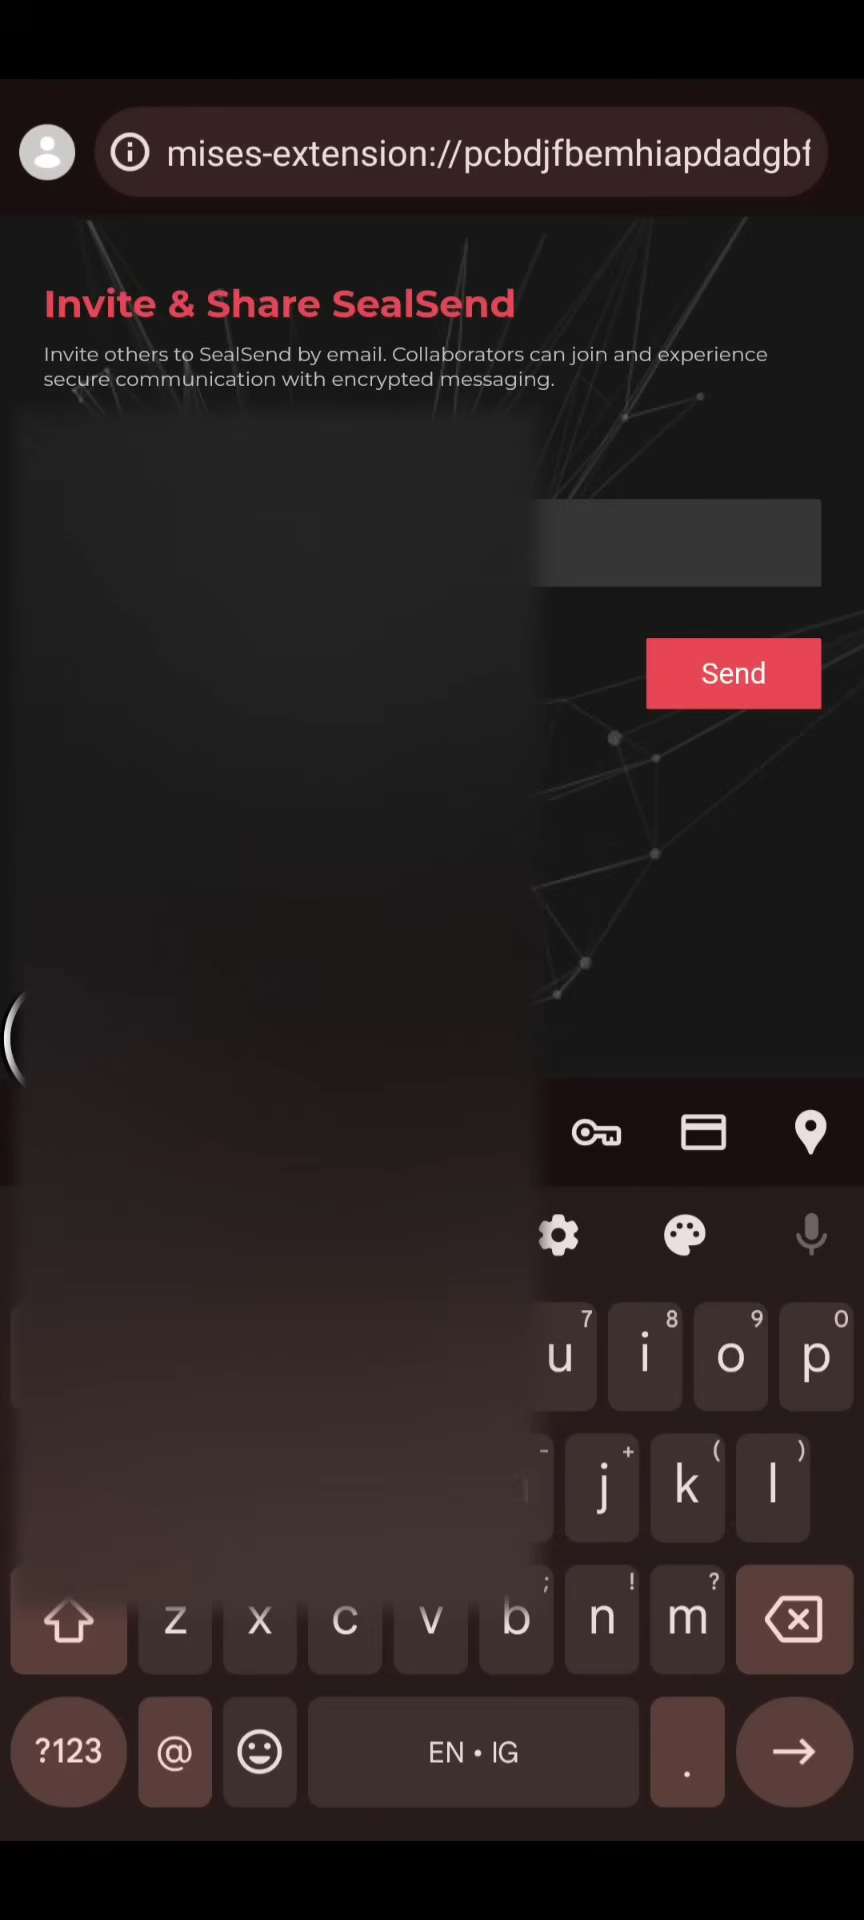 mises-extension://pcbdjfbemhiapdadgbf
Invite & Share SealSend
Invite others to SealSend by email. Collaborators can join and experience
secure communication with encrypted messaging.
Send
7 8 9 0
u i o p
- + ( )
j k l
; ! ?
z x c v b n m
?123 @ EN • IG .